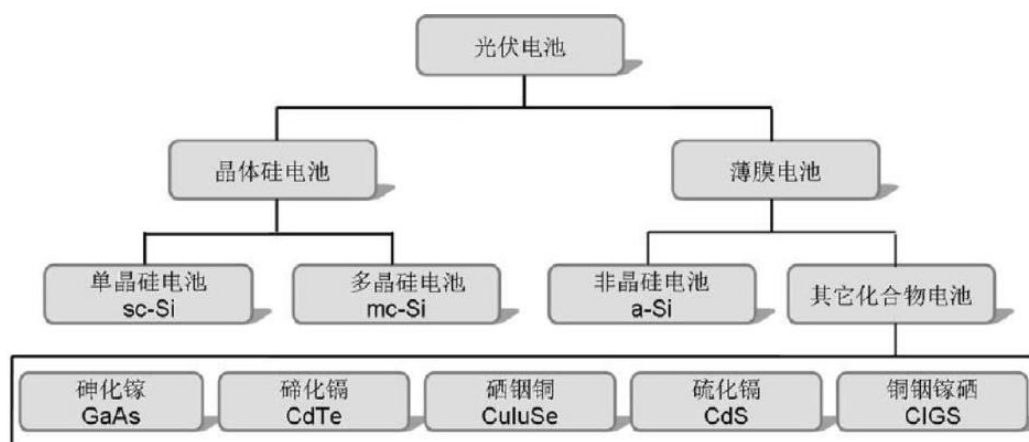 光伏电池
晶体硅电池
薄膜电池
单晶硅电池
sc-Si
多晶硅电池
mc-Si
非晶硅电池
a-Si
其它化合物电池
砷化镓
GaAs
碲化镉
CdTe
硒铟铜
CuluSe
硫化镉
CdS
铜铟镓硒
CIGS